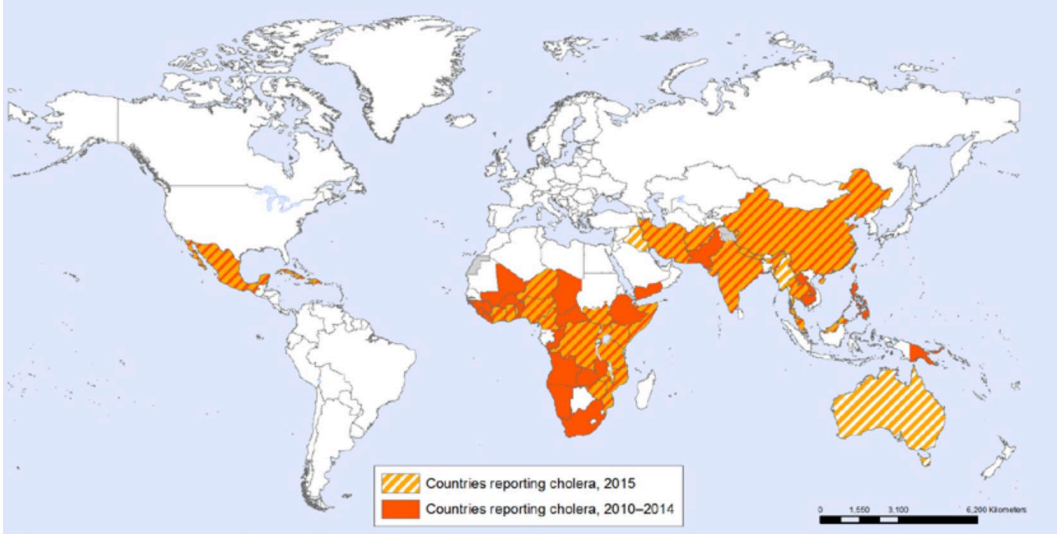 Countries reporting cholera, 2015
Countries reporting cholera, 2010–2014
0 1,550 3,100 6,200 Kilometers